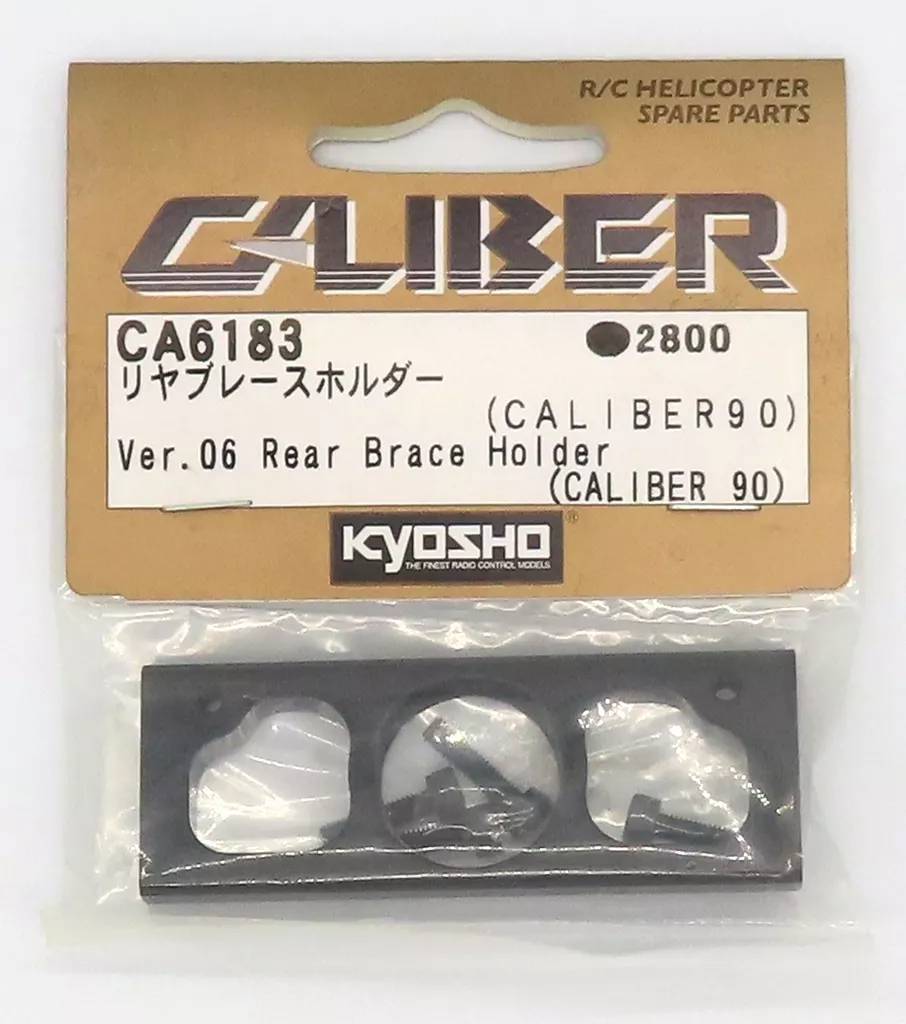 R/C HELICOPTER
SPARE PARTS
CALIBER
CA6183 ●2800
リヤブレースホルダー
(CALIBER90)
Ver.06 Rear Brace Holder
(CALIBER 90)
KYOSHO®
THE FINEST RADIO CONTROL MODELS